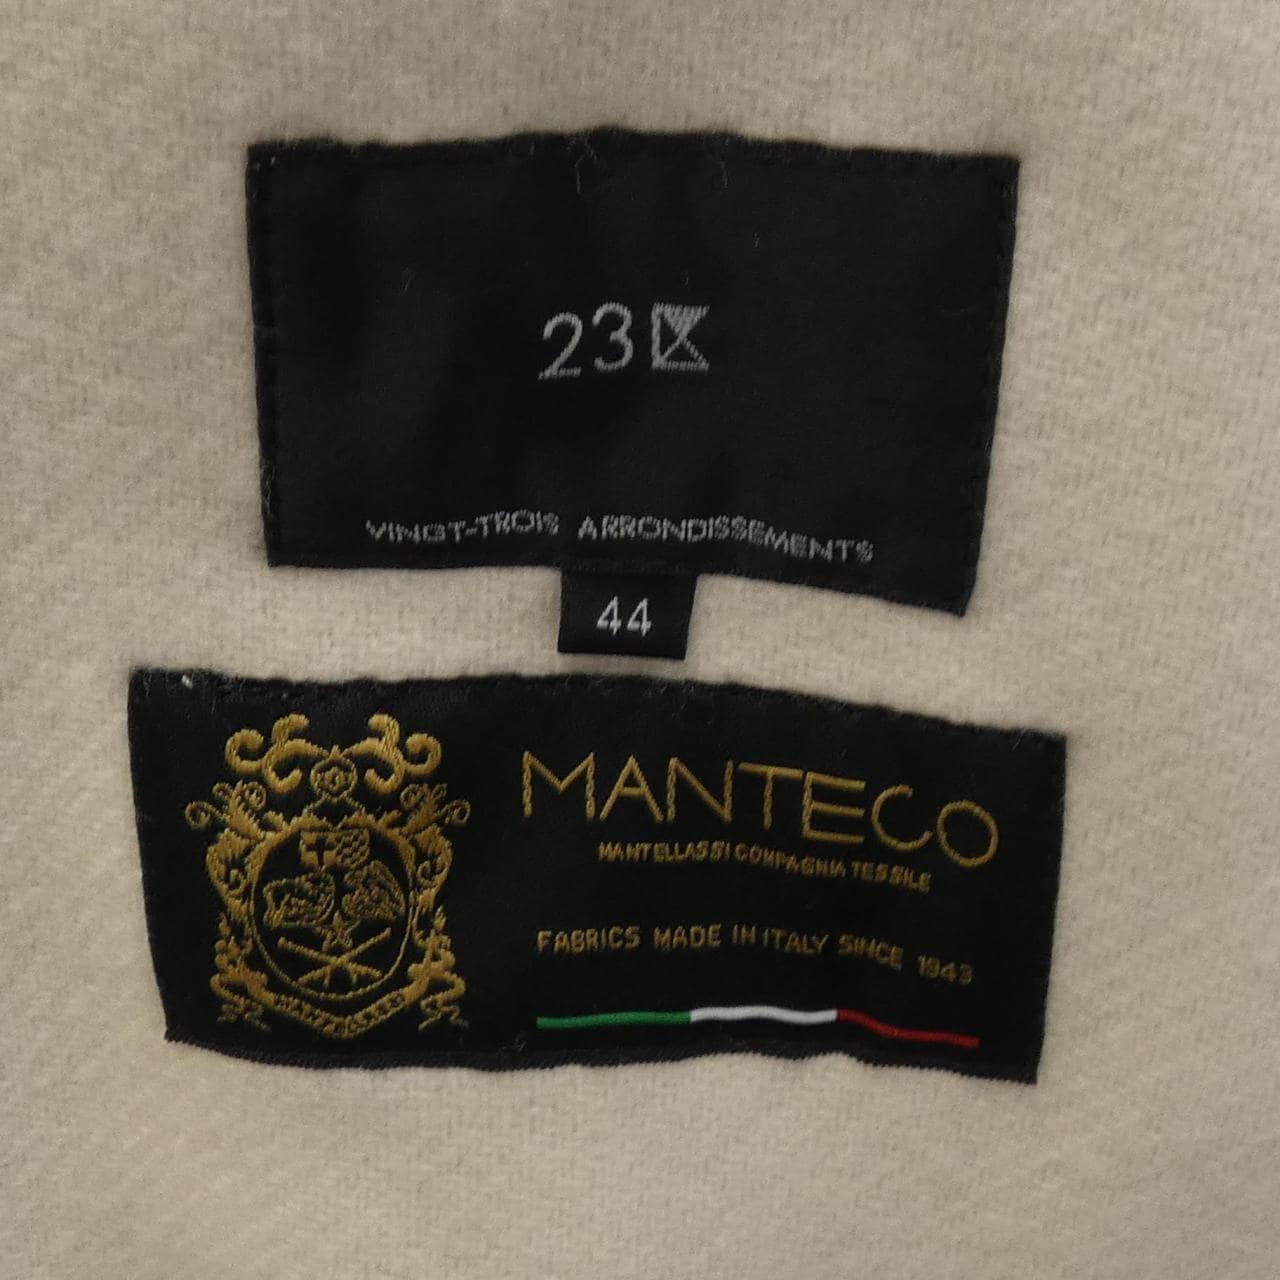 23区
VINGT-TROIS ARRONDISSEMENTS
44
MANTECO
MANTELLASSI COMPAGNIA TESSILE
FABRICS MADE IN ITALY SINCE 1943